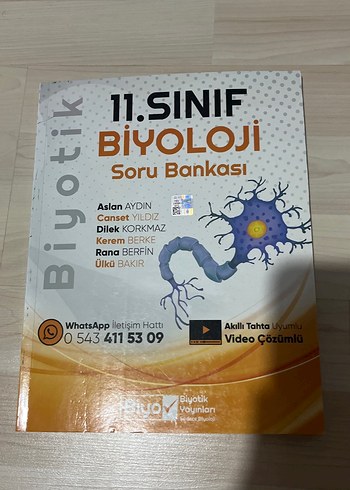 Biyotik
11.SINIF
BİYOLOJİ
Soru Bankası
Aslan AYDIN
Canset YILDIZ
Dilek KORKMAZ
Kerem BERKE
Rana BERFİN
Ülkü BAKIR
WhatsApp İletişim Hattı
0 543 411 53 09
Akıllı Tahta Uyumlu
Video Çözümlü
Biyo
Biyotik
Yayınları